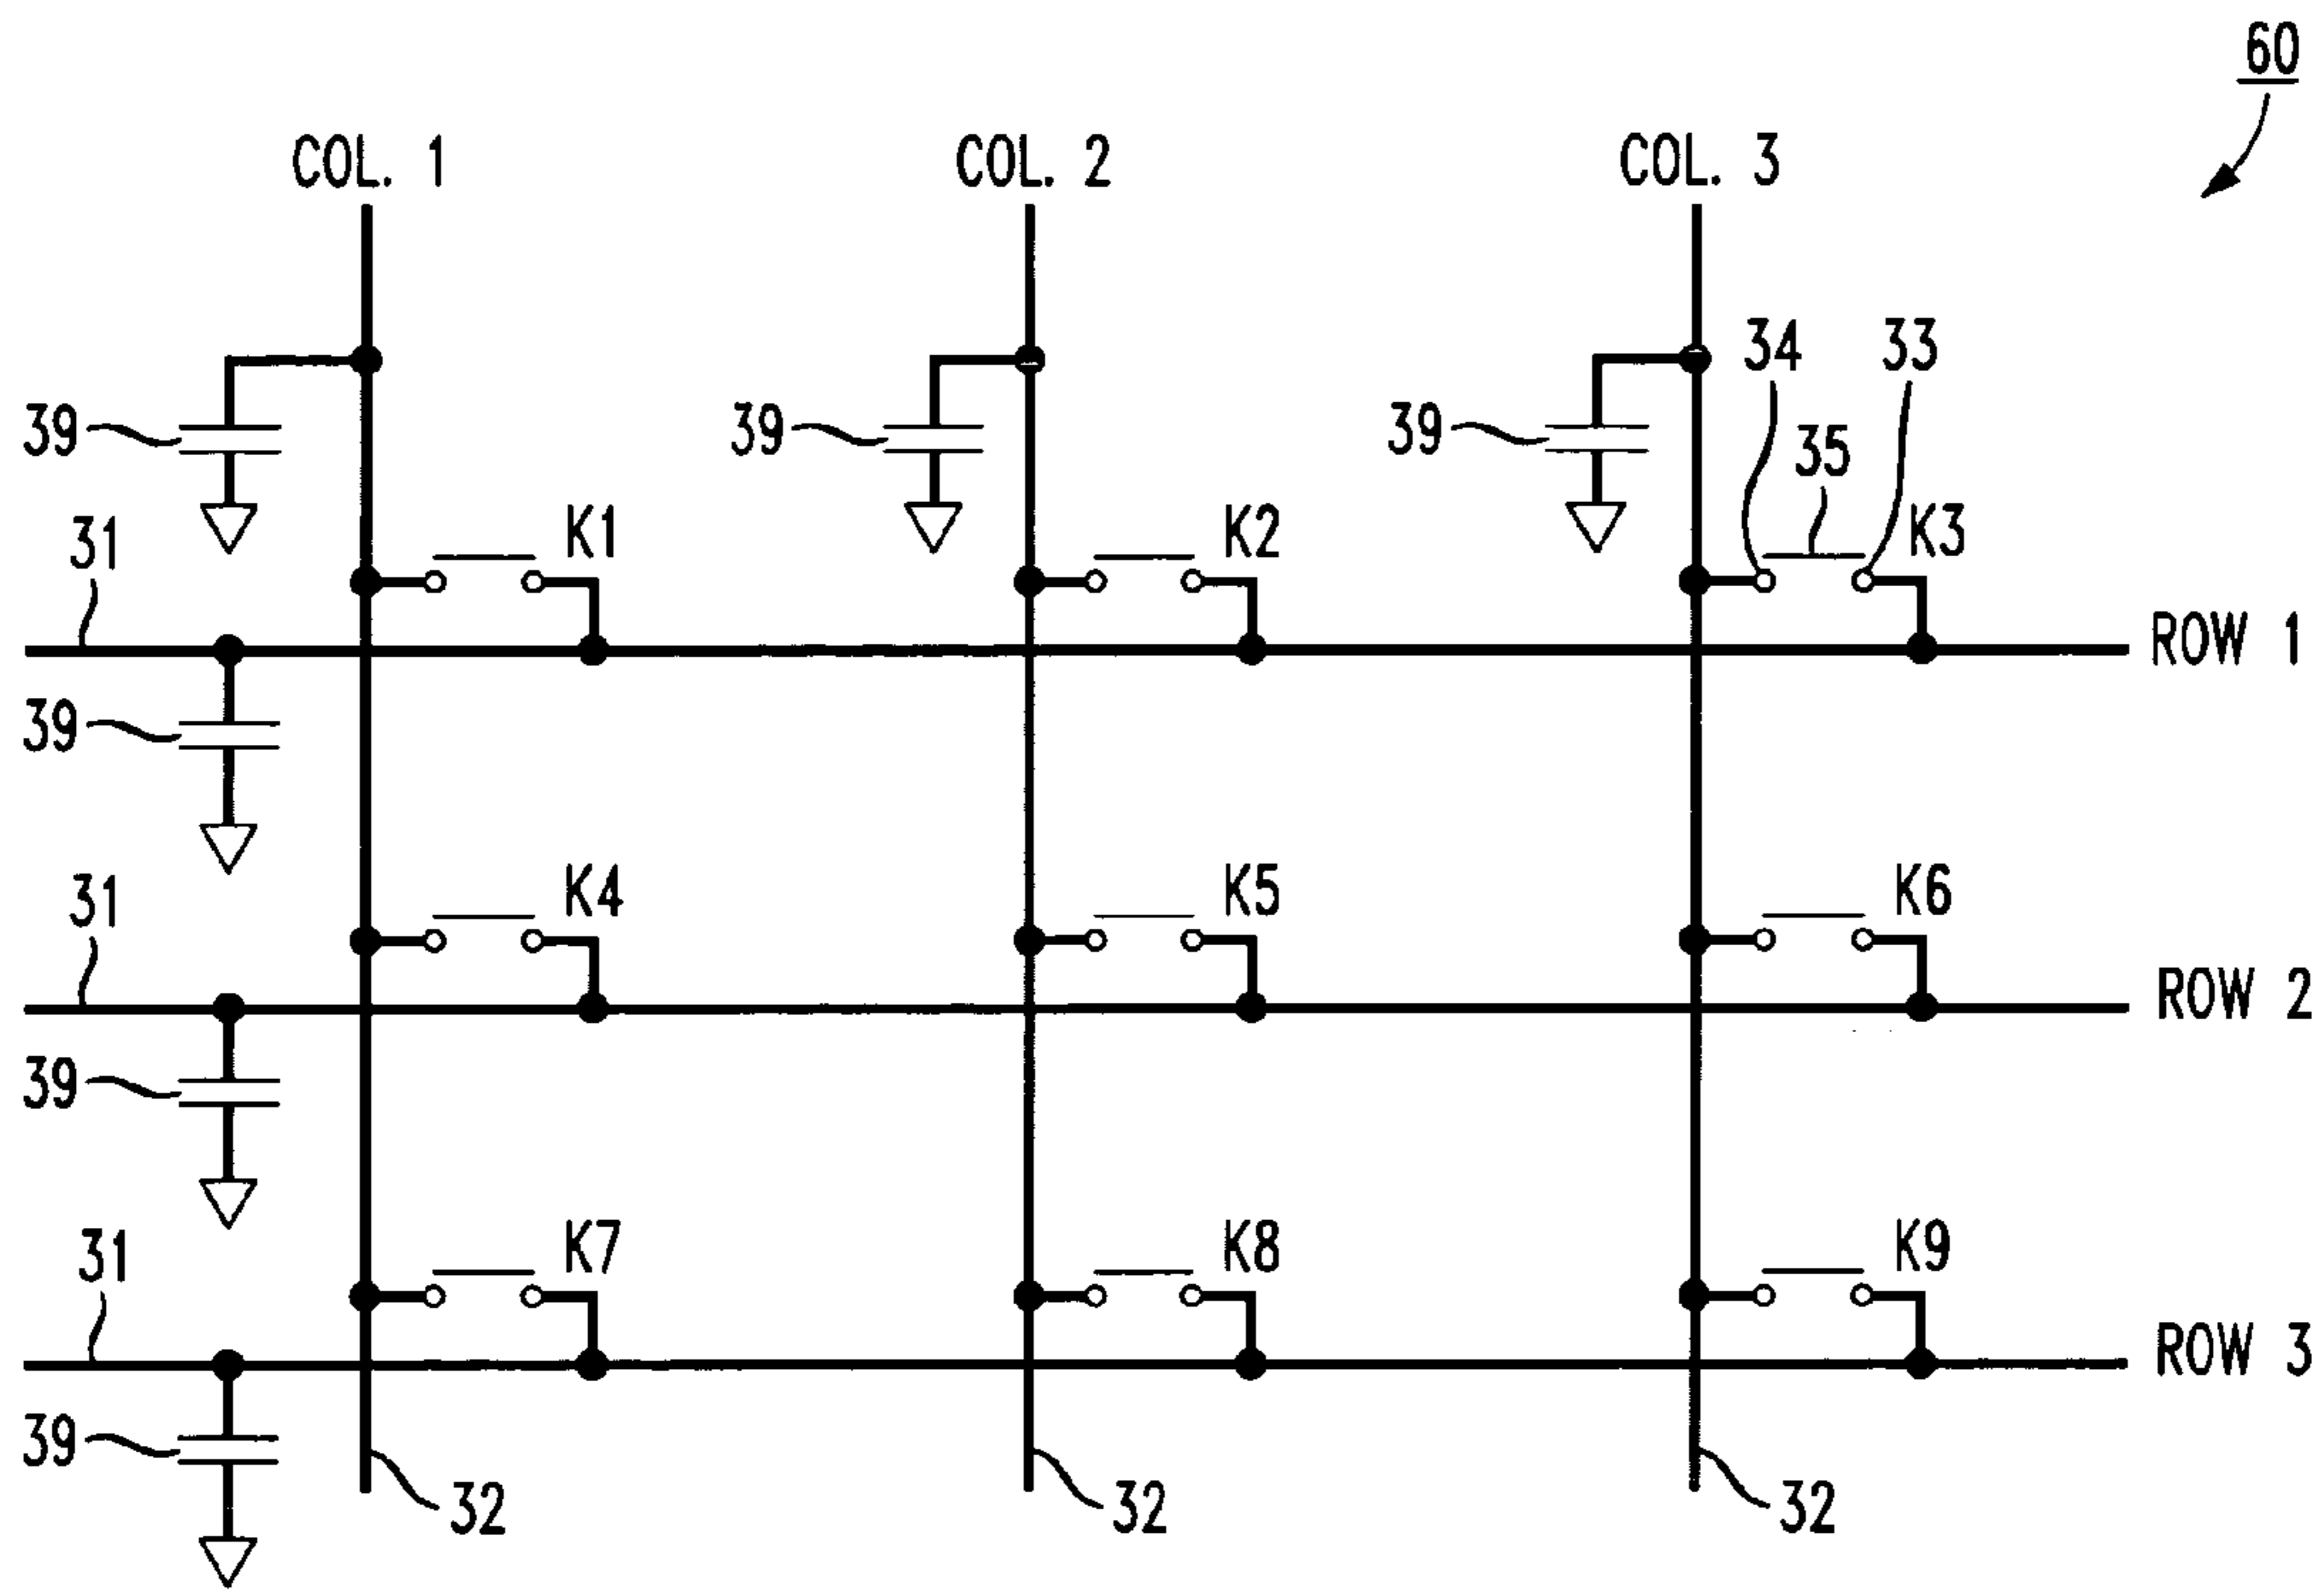 60
COL. 1 COL. 2 COL. 3
34 33
39 39 39 35
31 K1 K2 K3
ROW 1
39
31 K4 K5 K6
ROW 2
39
31 K7 K8 K9
ROW 3
39
32 32 32